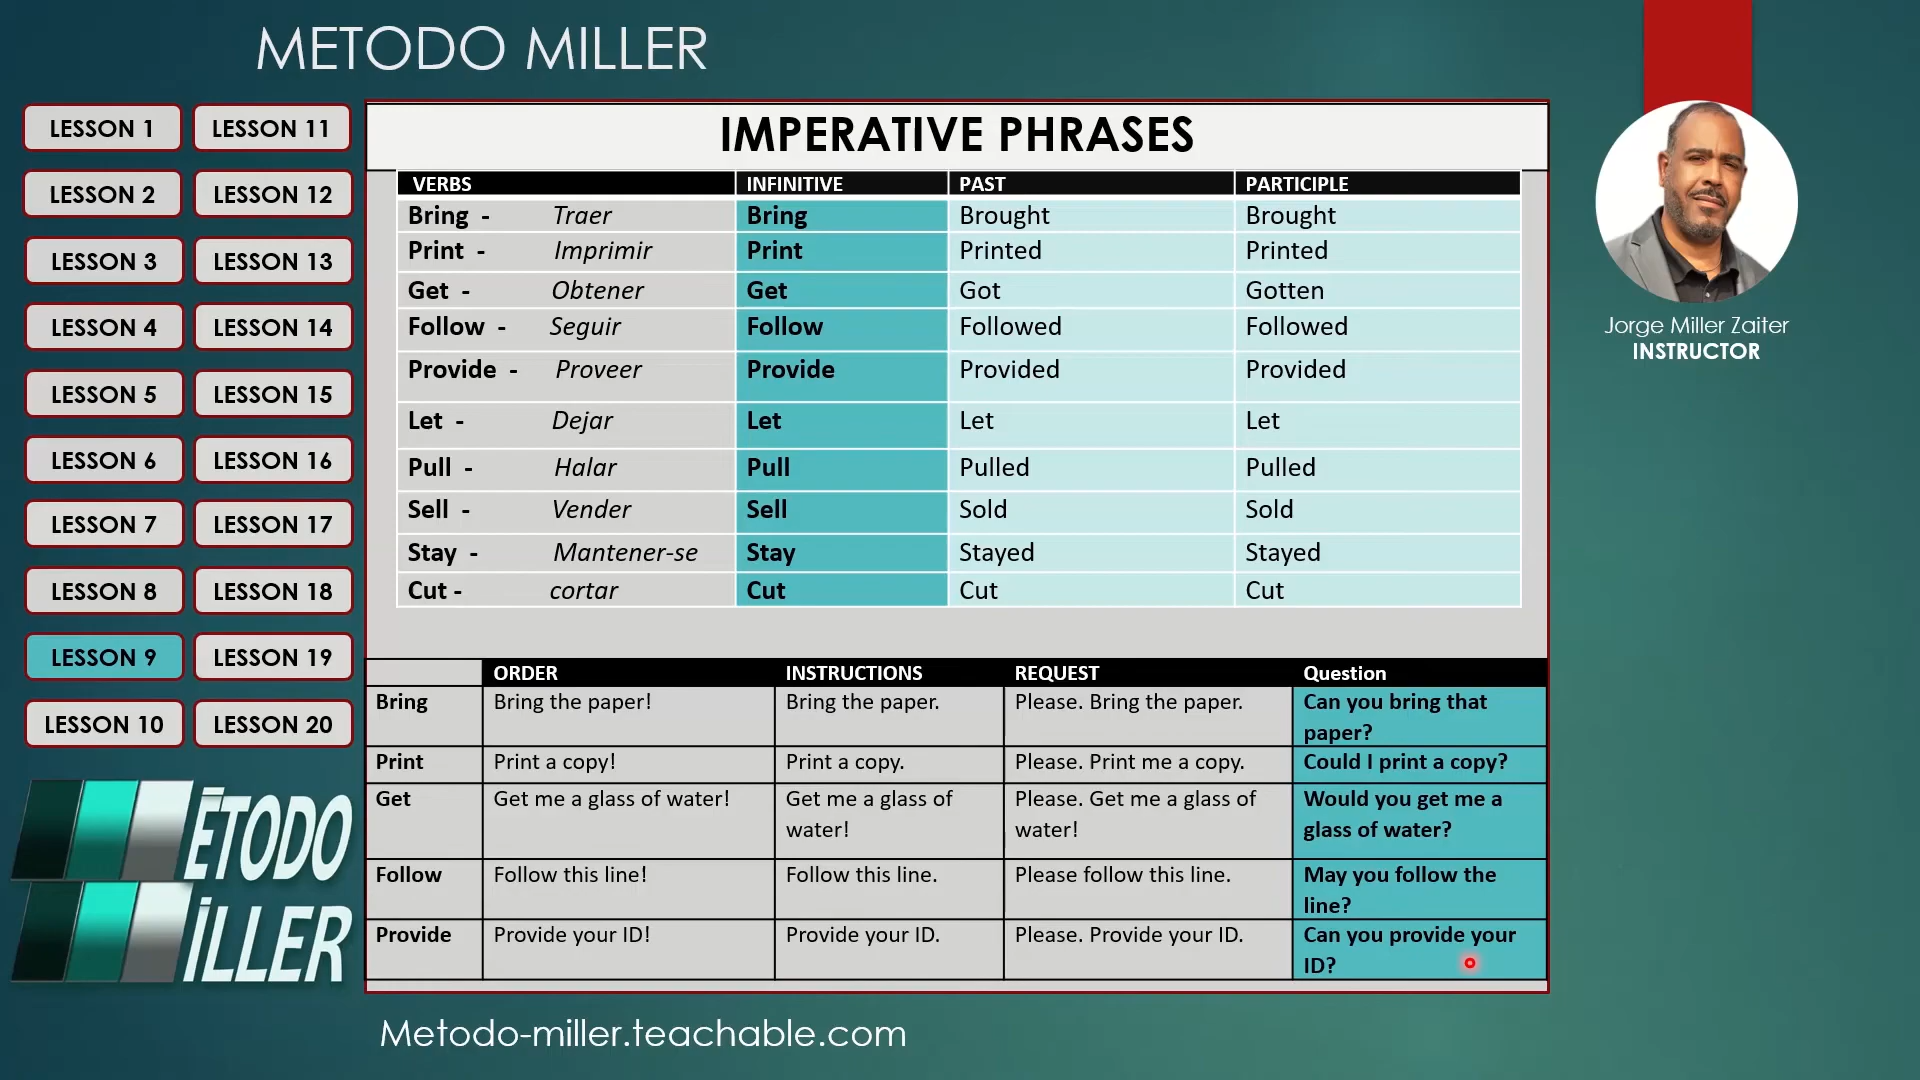 METODO MILLER
LESSON 1
LESSON 11
LESSON 2
LESSON 12
LESSON 3
LESSON 13
LESSON 4
LESSON 14
LESSON 5
LESSON 15
LESSON 6
LESSON 16
LESSON 7
LESSON 17
LESSON 8
LESSON 18
LESSON 9
LESSON 19
LESSON 10
LESSON 20
MÉTODO
MILLER
IMPERATIVE PHRASES
VERBS INFINITIVE PAST PARTICIPLE
Bring - Traer Bring Brought Brought
Print - Imprimir Print Printed Printed
Get - Obtener Get Got Gotten
Follow - Seguir Follow Followed Followed
Provide - Proveer Provide Provided Provided
Let - Dejar Let Let Let
Pull - Halar Pull Pulled Pulled
Sell - Vender Sell Sold Sold
Stay - Mantener-se Stay Stayed Stayed
Cut - cortar Cut Cut Cut
ORDER INSTRUCTIONS REQUEST Question
Bring Bring the paper! Bring the paper. Please. Bring the paper. Can you bring that
paper?
Print Print a copy! Print a copy. Please. Print me a copy. Could I print a copy?
Get Get me a glass of water! Get me a glass of Please. Get me a glass of Would you get me a
water! water! glass of water?
Follow Follow this line! Follow this line. Please follow this line. May you follow the
line?
Provide Provide your ID! Provide your ID. Please. Provide your ID. Can you provide your
ID?
Jorge Miller Zaiter
INSTRUCTOR
Metodo-miller.teachable.com